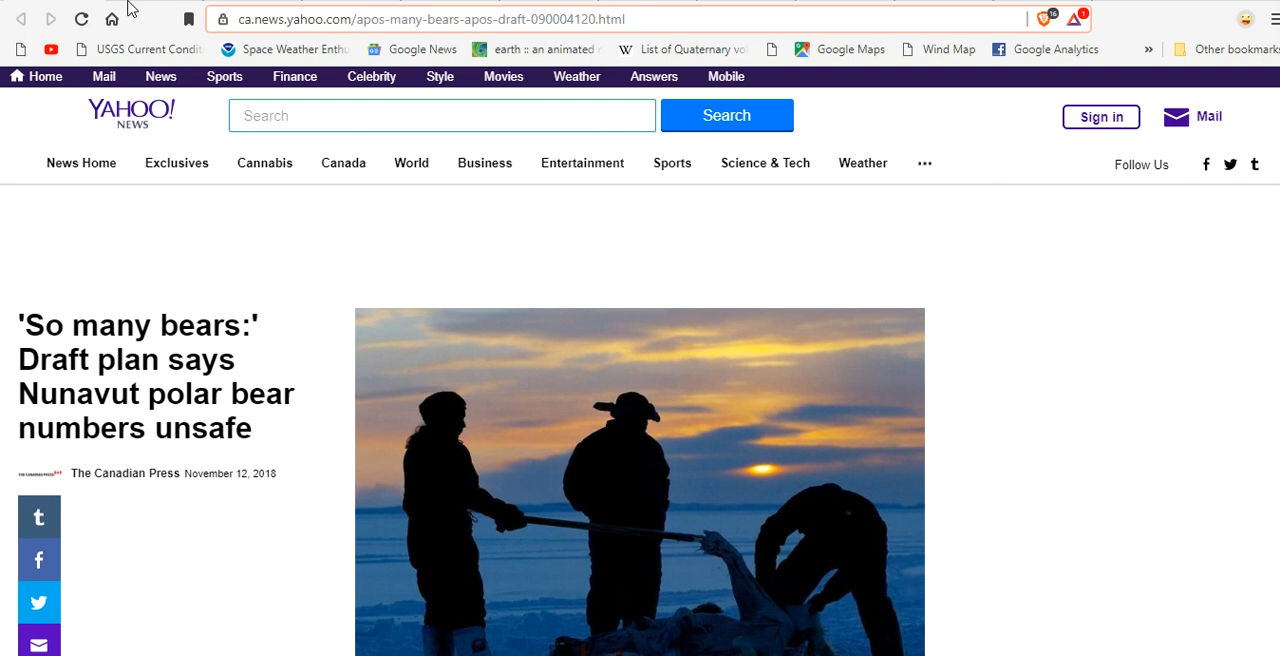 ca.news.yahoo.com/apos-many-bears-apos-draft-090004120.html 16 1
USGS Current Condit Space Weather Enthu Google News earth :: an animated W List of Quaternary vo Google Maps Wind Map Google Analytics » Other bookmarks
Home Mail News Sports Finance Celebrity Style Movies Weather Answers Mobile
YAHOO!
NEWS
Search Search Sign in Mail
News Home Exclusives Cannabis Canada World Business Entertainment Sports Science & Tech Weather ••• Follow Us f t
'So many bears:'
Draft plan says
Nunavut polar bear
numbers unsafe
The Canadian Press November 12, 2018
t
f